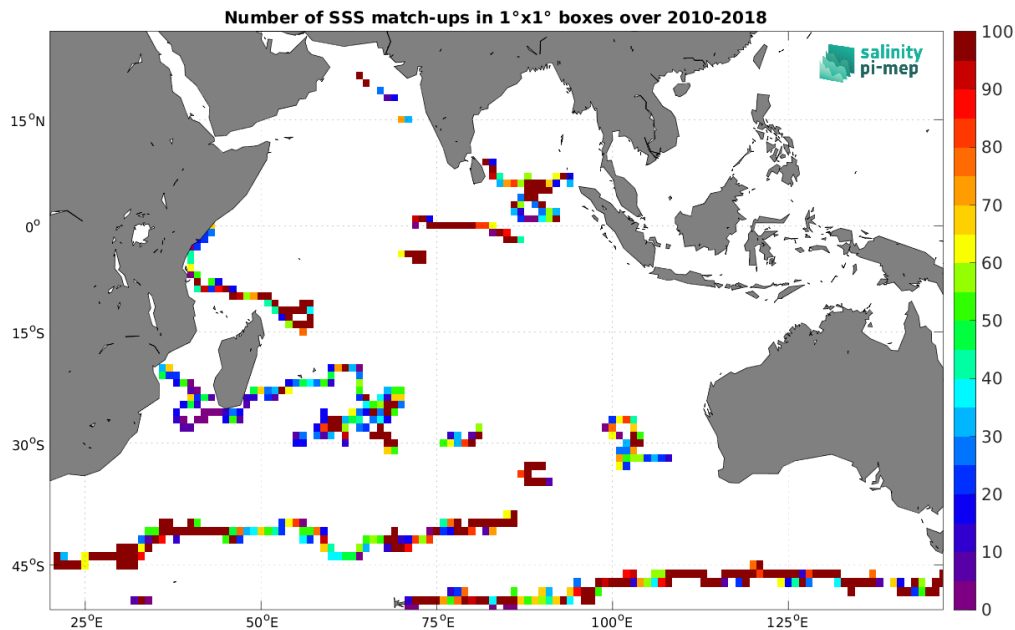 Number of SSS match-ups in 1°x1° boxes over 2010-2018
salinity
pi-mep
100
90
80
70
60
50
40
30
20
10
0
15°N
0°
15°S
30°S
45°S
25°E
50°E
75°E
100°E
125°E